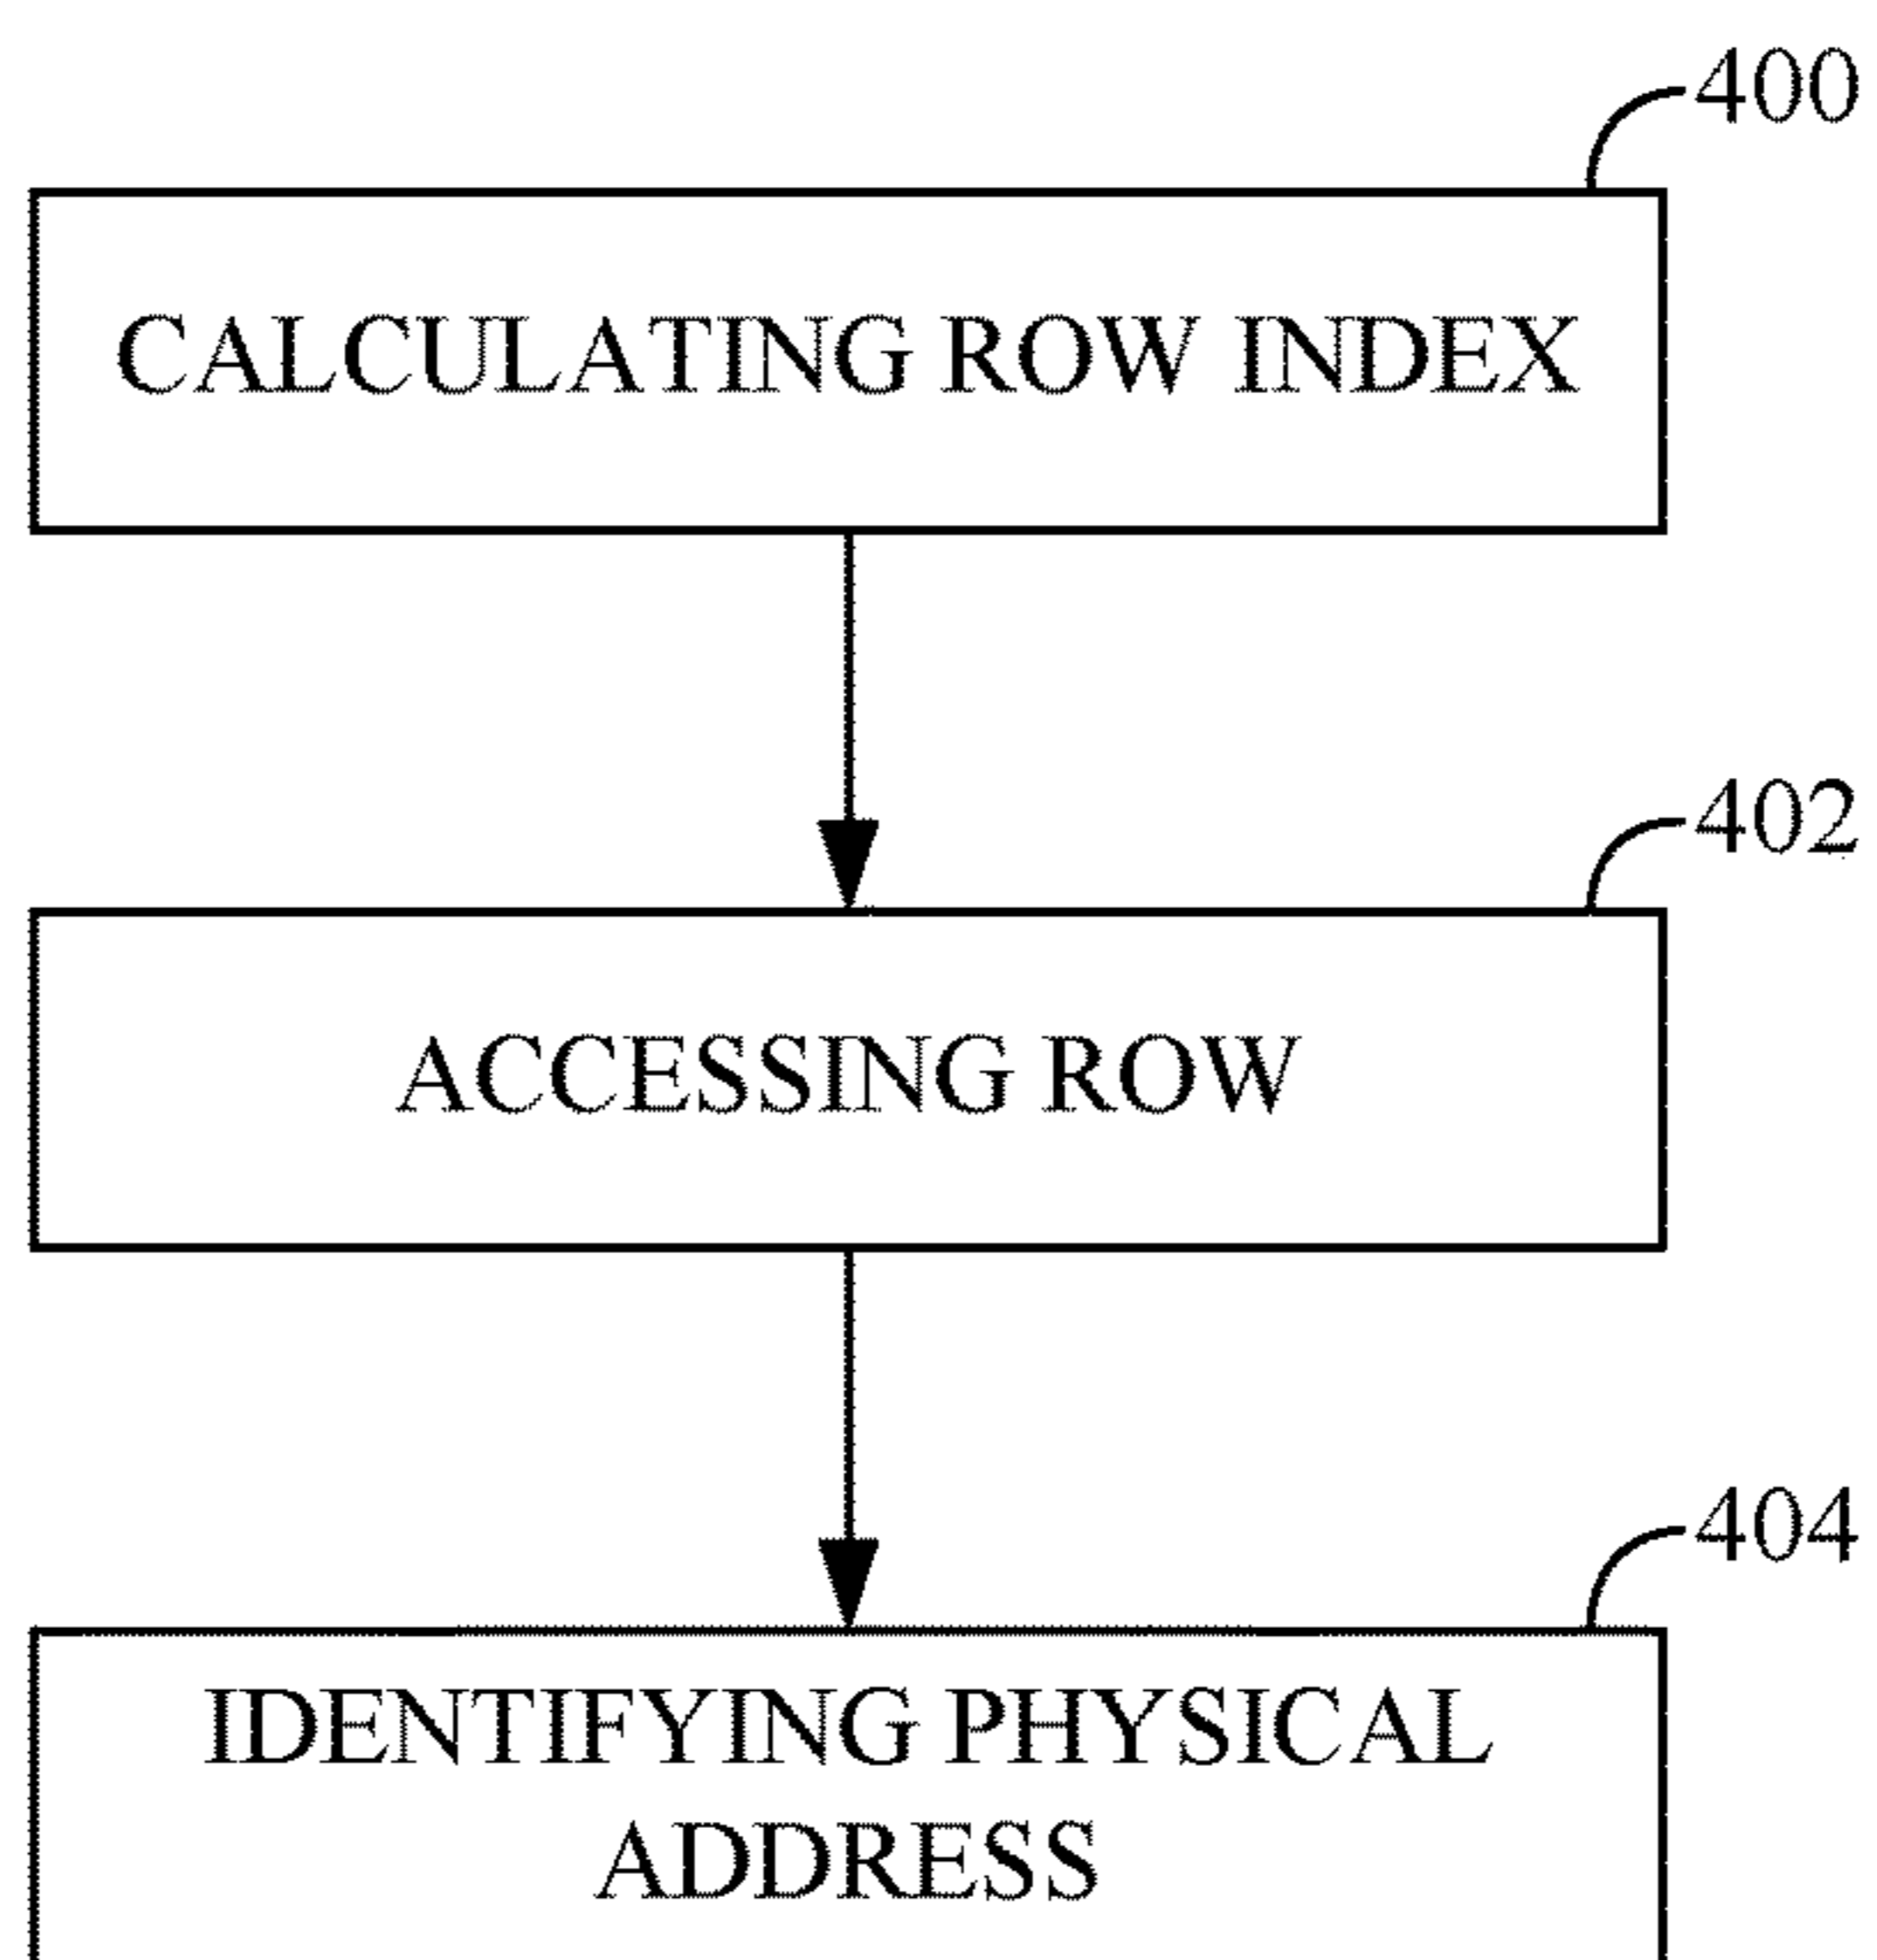 400
CALCULATING ROW INDEX
402
ACCESSING ROW
404
IDENTIFYING PHYSICAL
ADDRESS